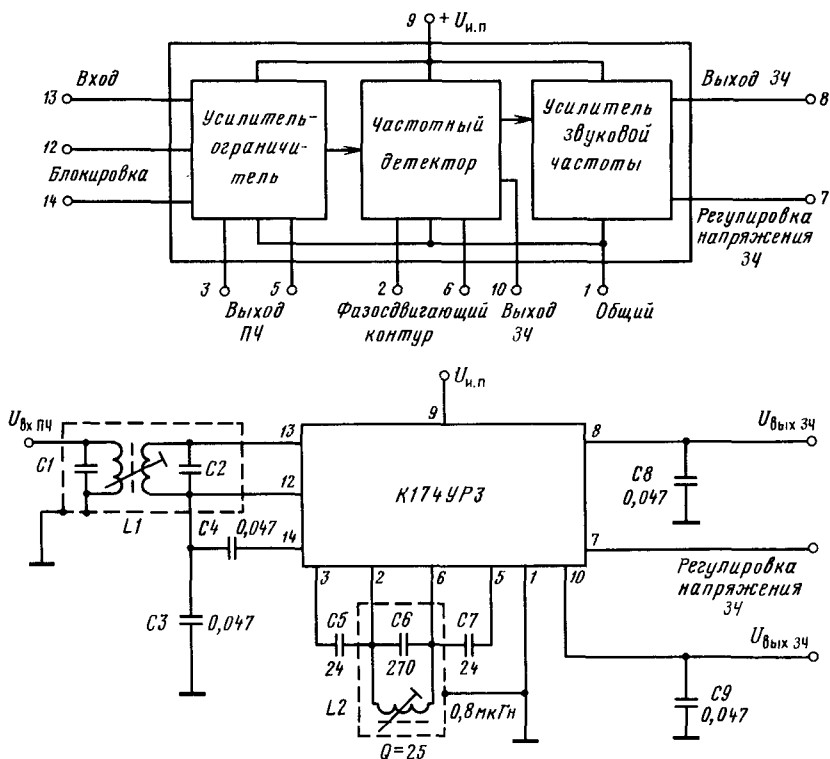 9 + Uи.п
13 Вход
12
Блокировка
14
Усилитель-
ограничи-
тель
Частотный
детектор
Усилитель
звуковой
частоты
Выход ЗЧ
8
7
Регулировка
напряжения
ЗЧ
3 5
Выход
ПЧ
2 6
Фазосдвигающий
контур
10
Выход
ЗЧ
1
Общий
Uи.п
9
Uвх ПЧ
C1
C2
L1
13
12
14
C4 0,047
C3 0,047
К174УР3
8
Uвых ЗЧ
C8
0,047
7
Регулировка
напряжения
ЗЧ
3 2 6 5 1 10
C5
24
C6
270
C7
24
L2
0,8мкГн
Q=25
Uвых ЗЧ
C9
0,047